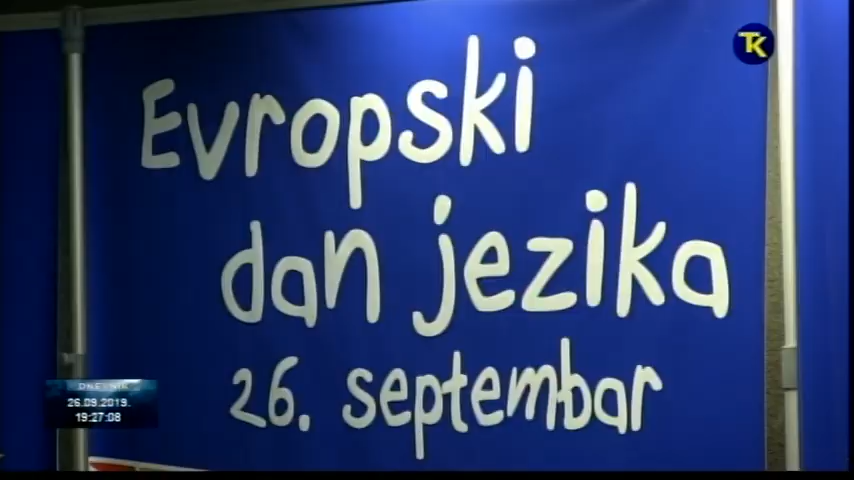 TK
Evropski
dan jezika
26. septembar
DNEVNIK
26.09.2019.
19:27:08